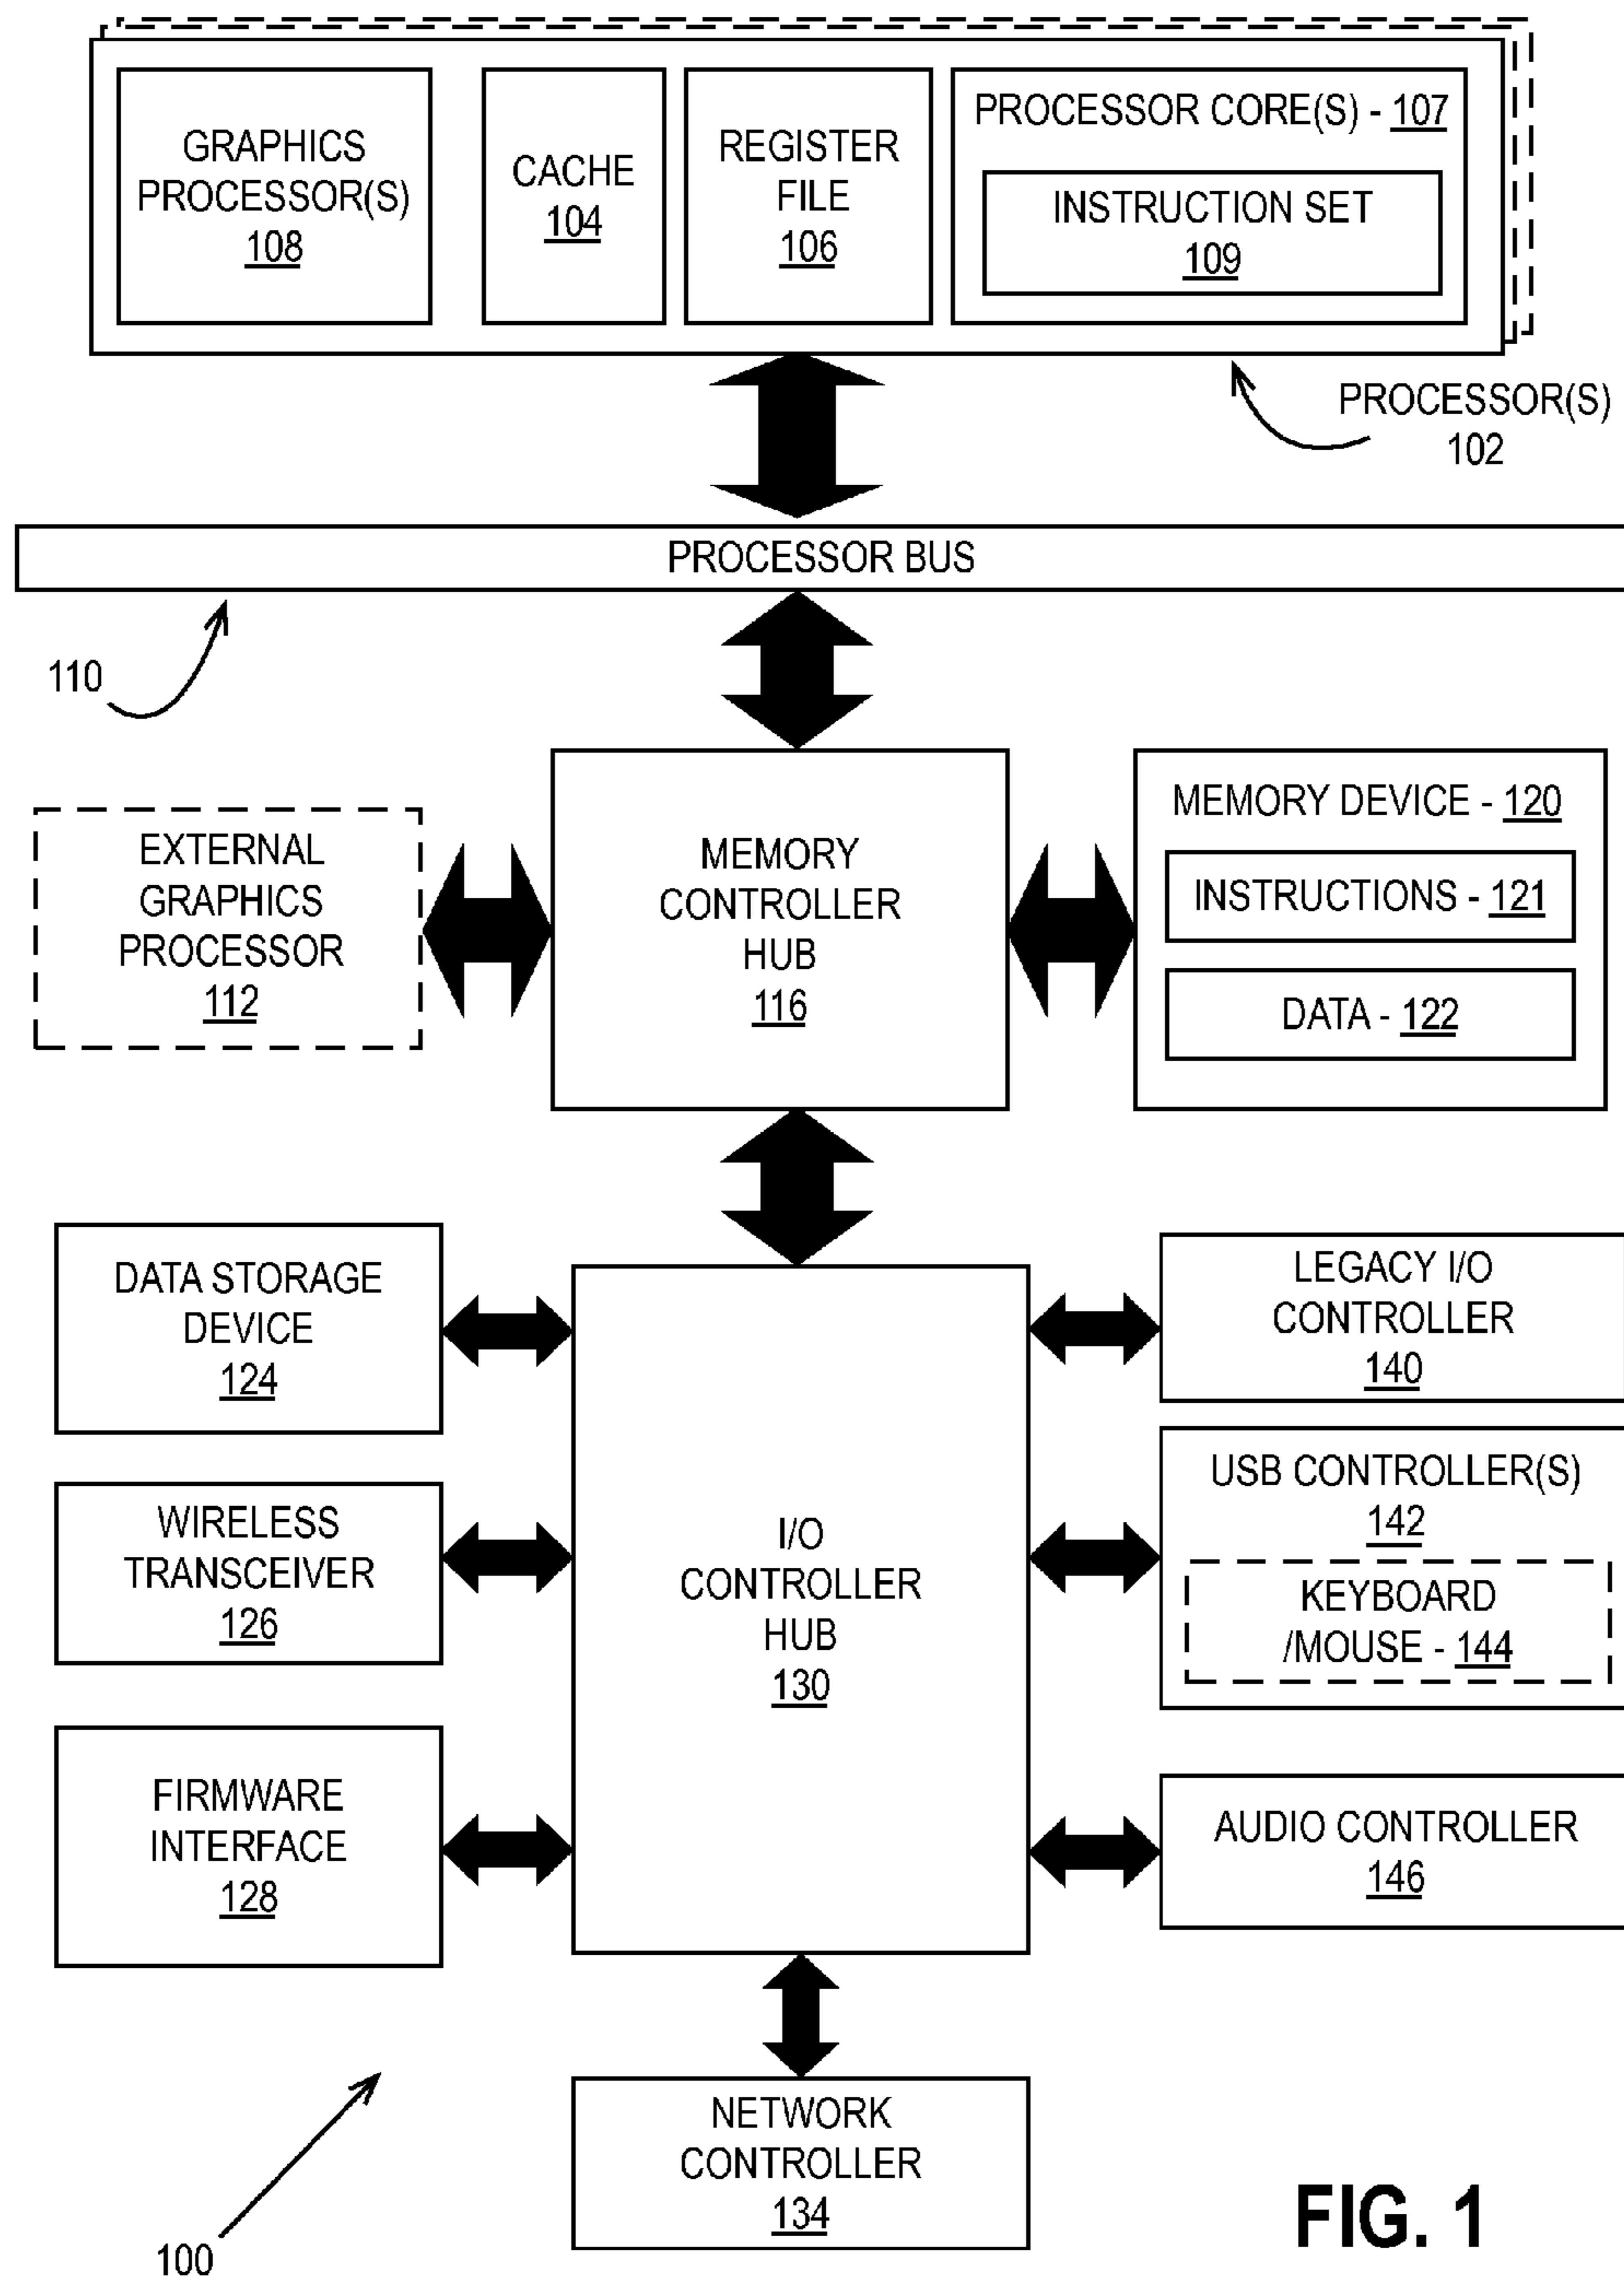 GRAPHICS
PROCESSOR(S)
108
CACHE
104
REGISTER
FILE
106
PROCESSOR CORE(S) - 107
INSTRUCTION SET
109
PROCESSOR(S)
102
PROCESSOR BUS
110
EXTERNAL
GRAPHICS
PROCESSOR
112
MEMORY
CONTROLLER
HUB
116
MEMORY DEVICE - 120
INSTRUCTIONS - 121
DATA - 122
DATA STORAGE
DEVICE
124
WIRELESS
TRANSCEIVER
126
FIRMWARE
INTERFACE
128
I/O
CONTROLLER
HUB
130
LEGACY I/O
CONTROLLER
140
USB CONTROLLER(S)
142
KEYBOARD
/MOUSE - 144
AUDIO CONTROLLER
146
NETWORK
CONTROLLER
134
100
FIG. 1